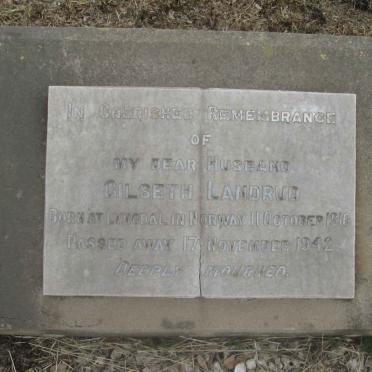 IN CHERISHED REMEMBRANCE
OF
MY DEAR HUSBAND
GILSETH LANDRUD
BORN AT LINGDAL IN NORWAY 11 OCTOBER 1916
PASSED AWAY 17 NOVEMBER 1942
DEEPLY MOURNED.